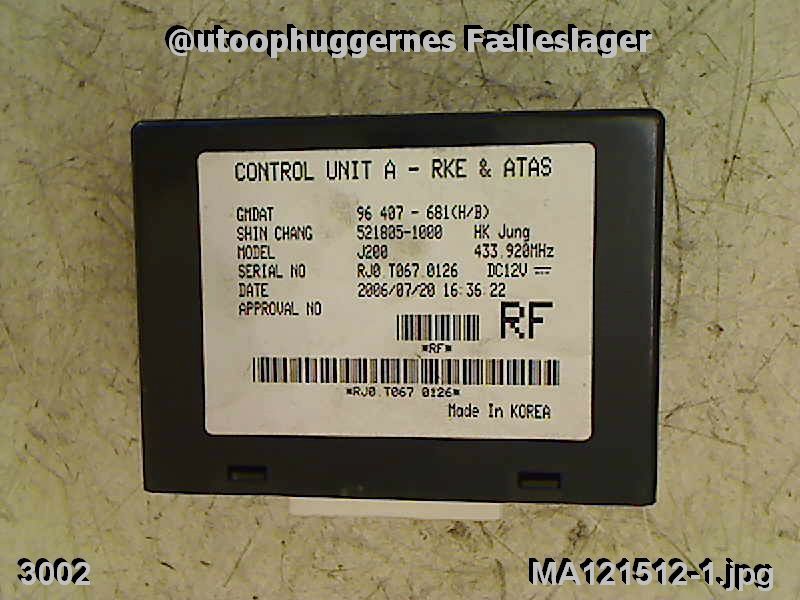 @utoophuggernes Fælleslager
CONTROL UNIT A - RKE & ATAS
GMDAT 96 407 - 681(H/B)
SHIN CHANG 521805-1000 HK Jung
MODEL J200 433.920MHz
SERIAL NO RJ0.T067.0126 DC12V ⎓
DATE 2006/07/20 16:36:22
APPROVAL NO
RF
*RF*
*RJ0.T067.0126*
Made In KOREA
3002 MA121512-1.jpg